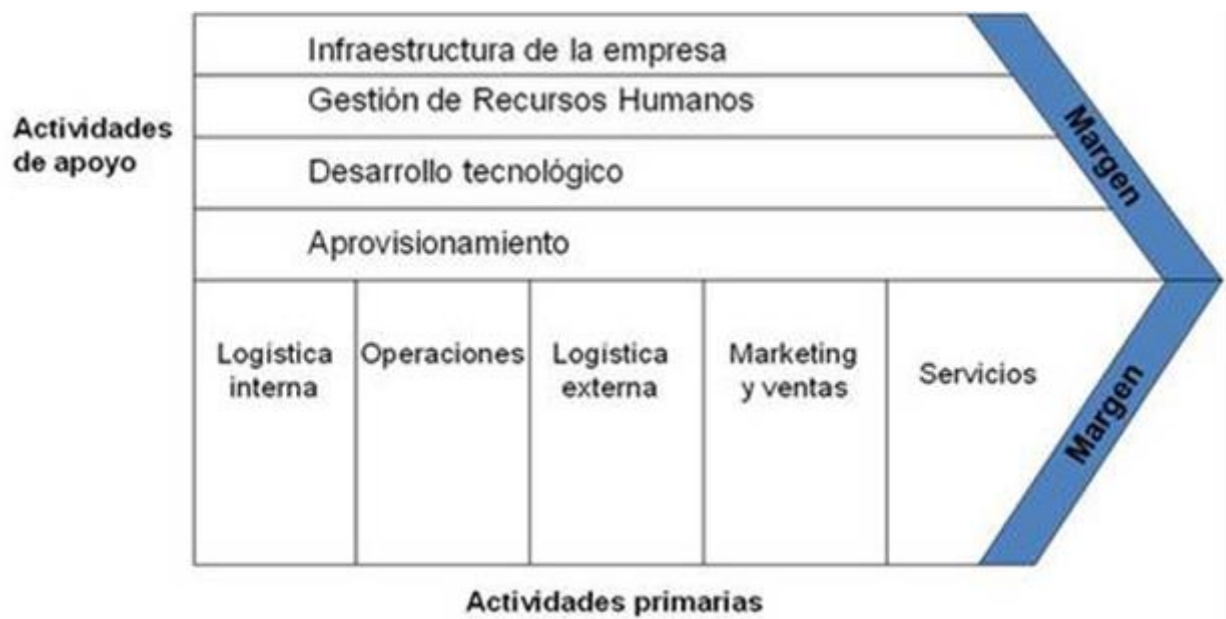 Infraestructura de la empresa
Gestión de Recursos Humanos
Actividades
de apoyo
Desarrollo tecnológico
Aprovisionamiento
Margen
Logística
interna
Operaciones
Logística
externa
Marketing
y ventas
Servicios
Margen
Actividades primarias